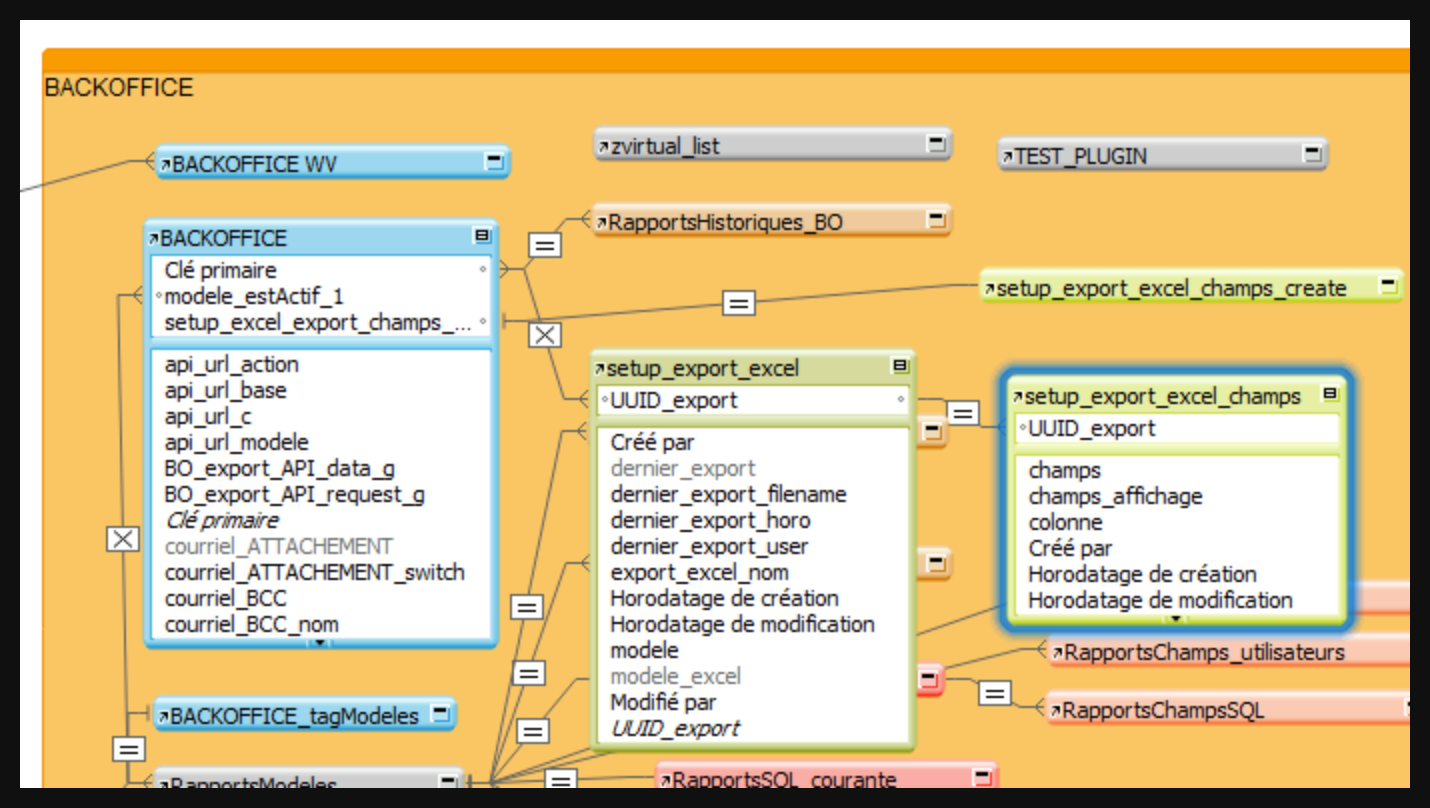 BACKOFFICE
BACKOFFICE WV
zvirtual_list
TEST_PLUGIN
RapportsHistoriques_BO
BACKOFFICE
Clé primaire
modele_estActif_1
setup_excel_export_champs_...
api_url_action
api_url_base
api_url_c
api_url_modele
BO_export_API_data_g
BO_export_API_request_g
Clé primaire
courriel_ATTACHEMENT
courriel_ATTACHEMENT_switch
courriel_BCC
courriel_BCC_nom
setup_export_excel_champs_create
setup_export_excel
UUID_export
Créé par
dernier_export
dernier_export_filename
dernier_export_horo
dernier_export_user
export_excel_nom
Horodatage de création
Horodatage de modification
modele
modele_excel
Modifié par
UUID_export
setup_export_excel_champs
UUID_export
champs
champs_affichage
colonne
Créé par
Horodatage de création
Horodatage de modification
RapportsChamps_utilisateurs
RapportsChampsSQL
BACKOFFICE_tagModeles
RapportsModeles
RapportsSQL_courante